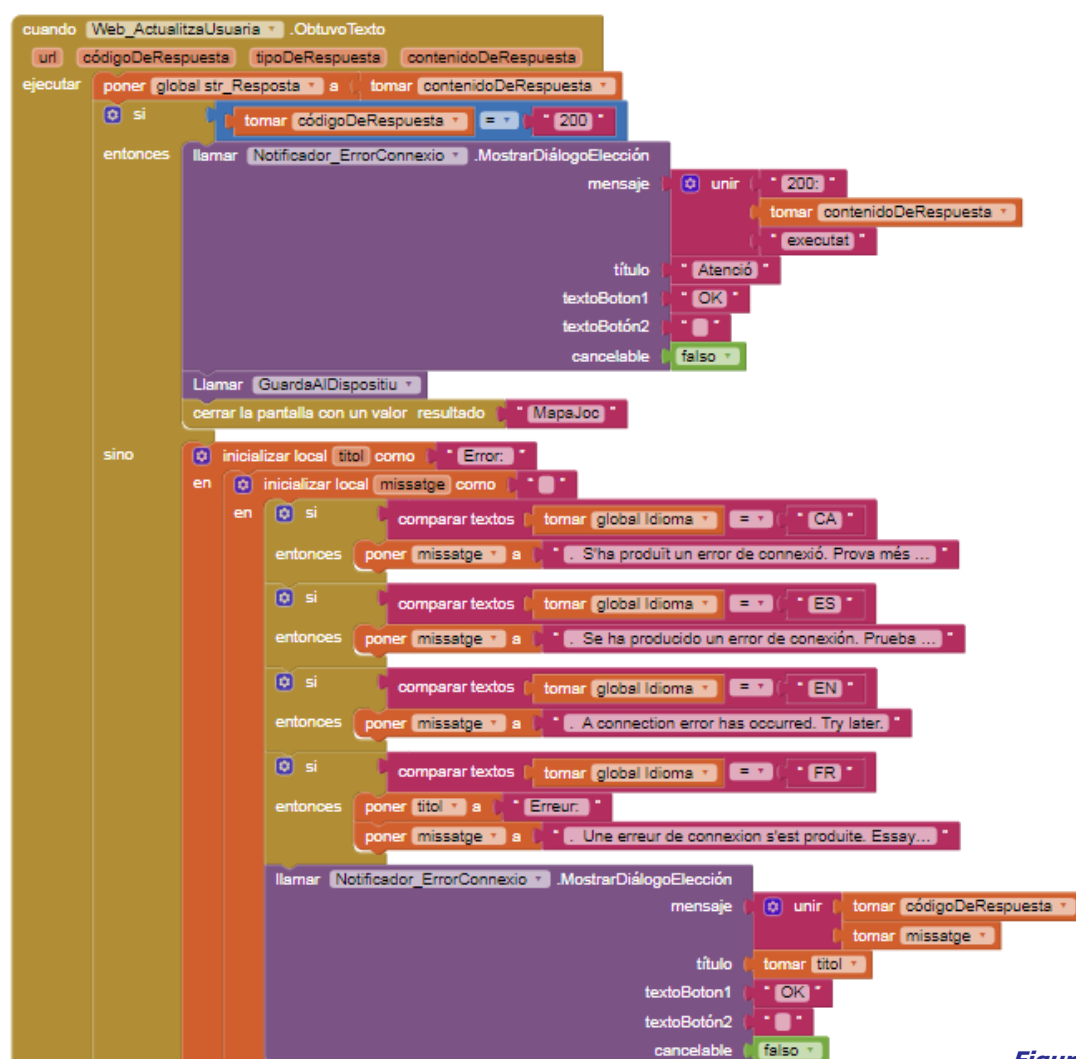 cuando Web_ActualitzaUsuaria .ObtuvoTexto
url códigoDeRespuesta tipoDeRespuesta contenidoDeRespuesta
ejecutar poner global str_Resposta a tomar contenidoDeRespuesta
si tomar códigoDeRespuesta = " 200 "
entonces llamar Notificador_ErrorConnexio .MostrarDiálogoElección
mensaje unir " 200: "
tomar contenidoDeRespuesta
" executat "
título " Atenció "
textoBoton1 " OK "
textoBotón2 " "
cancelable falso
Llamar GuardaAlDispositiu
cerrar la pantalla con un valor resultado " MapaJoc "
sino inicializar local titol como " Error: "
en inicializar local missatge como " "
en si comparar textos tomar global Idioma = " CA "
entonces poner missatge a " . S'ha produït un error de connexió. Prova més ... "
si comparar textos tomar global Idioma = " ES "
entonces poner missatge a " . Se ha producido un error de conexión. Prueba ... "
si comparar textos tomar global Idioma = " EN "
entonces poner missatge a " . A connection error has occurred. Try later. "
si comparar textos tomar global Idioma = " FR "
entonces poner titol a " Erreur: "
poner missatge a " . Une erreur de connexion s'est produite. Essay... "
llamar Notificador_ErrorConnexio .MostrarDiálogoElección
mensaje unir tomar códigoDeRespuesta
tomar missatge
título tomar titol
textoBoton1 " OK "
textoBotón2 " "
cancelable falso